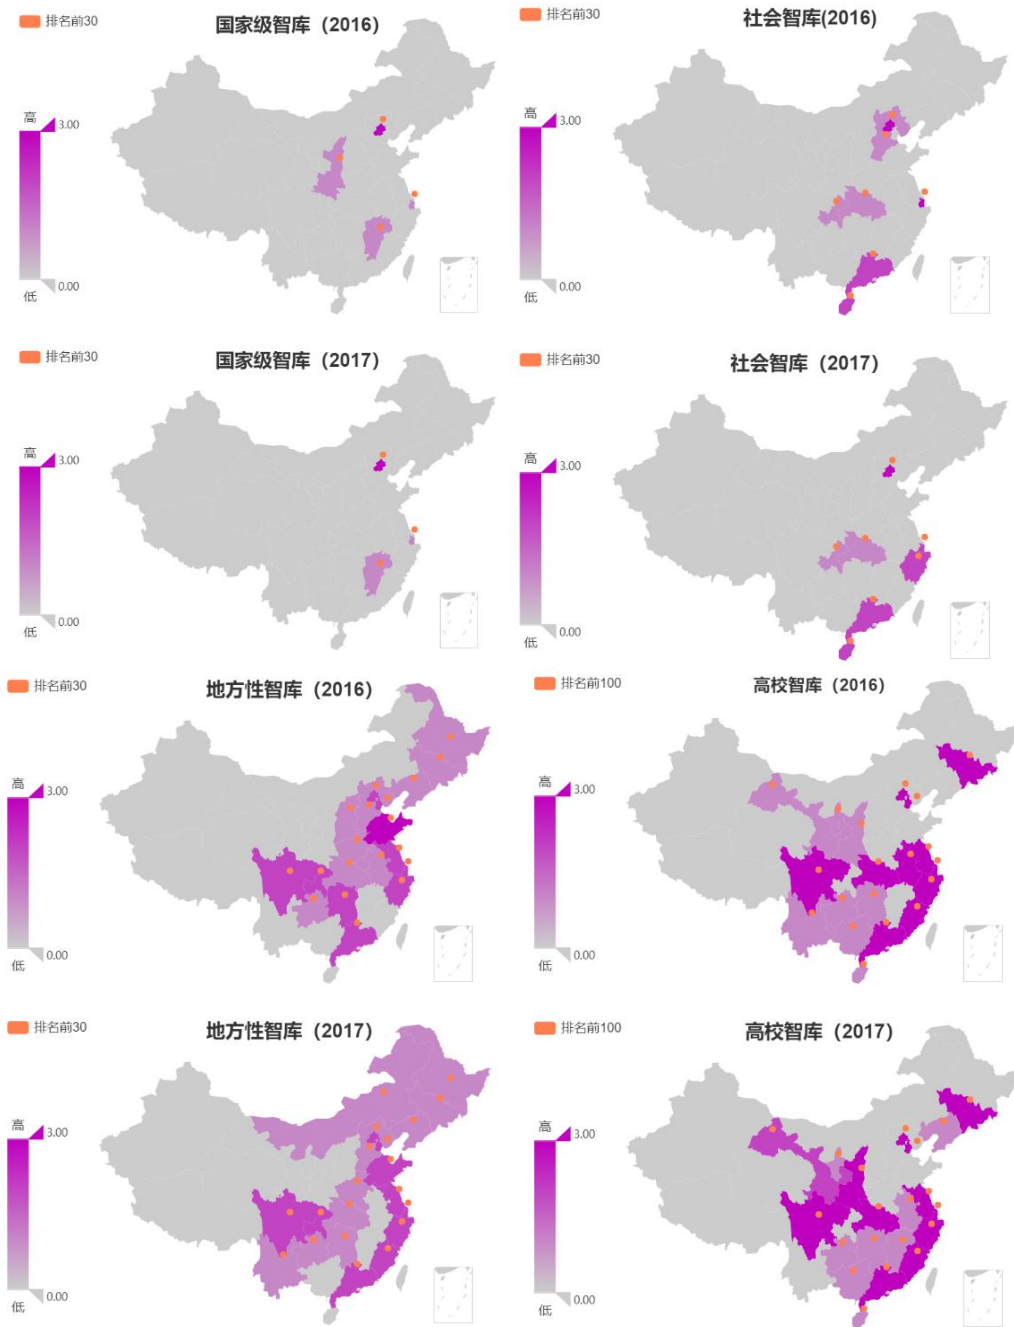 排名前30
国家级智库（2016）
高
3.00
0.00
低
排名前30
社会智库(2016)
高
3.00
0.00
低
排名前30
国家级智库（2017）
高
3.00
0.00
低
排名前30
社会智库（2017）
高
3.00
0.00
低
排名前30
地方性智库（2016）
高
3.00
0.00
低
排名前100
高校智库（2016）
高
3.00
0.00
低
排名前30
地方性智库（2017）
高
3.00
0.00
低
排名前100
高校智库（2017）
高
3.00
0.00
低